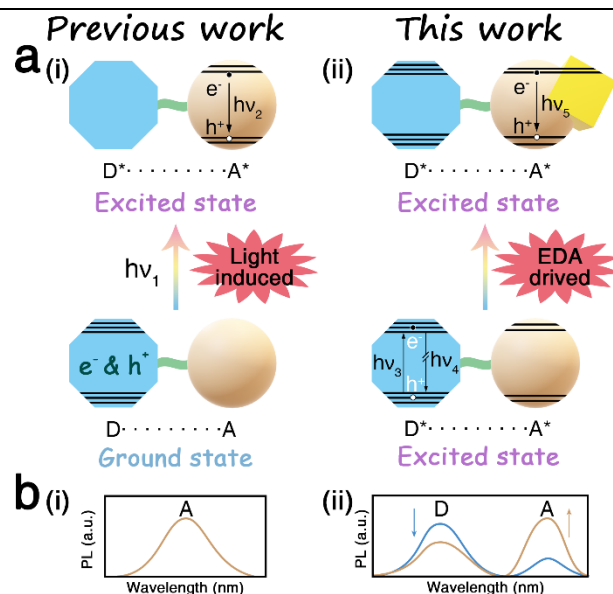 Previous work
This work
a (i)
e⁻
hν₂
h⁺
D*·········A*
Excited state
hν₁
Light
induced
e⁻ & h⁺
D·········A
Ground state
(ii)
e⁻
hν₅
h⁺
D*·········A*
Excited state
EDA
drived
e⁻
hν₃
hν₄
h⁺
D*·········A*
Excited state
b (i)
A
PL (a.u.)
Wavelength (nm)
(ii)
D
A
PL (a.u.)
Wavelength (nm)